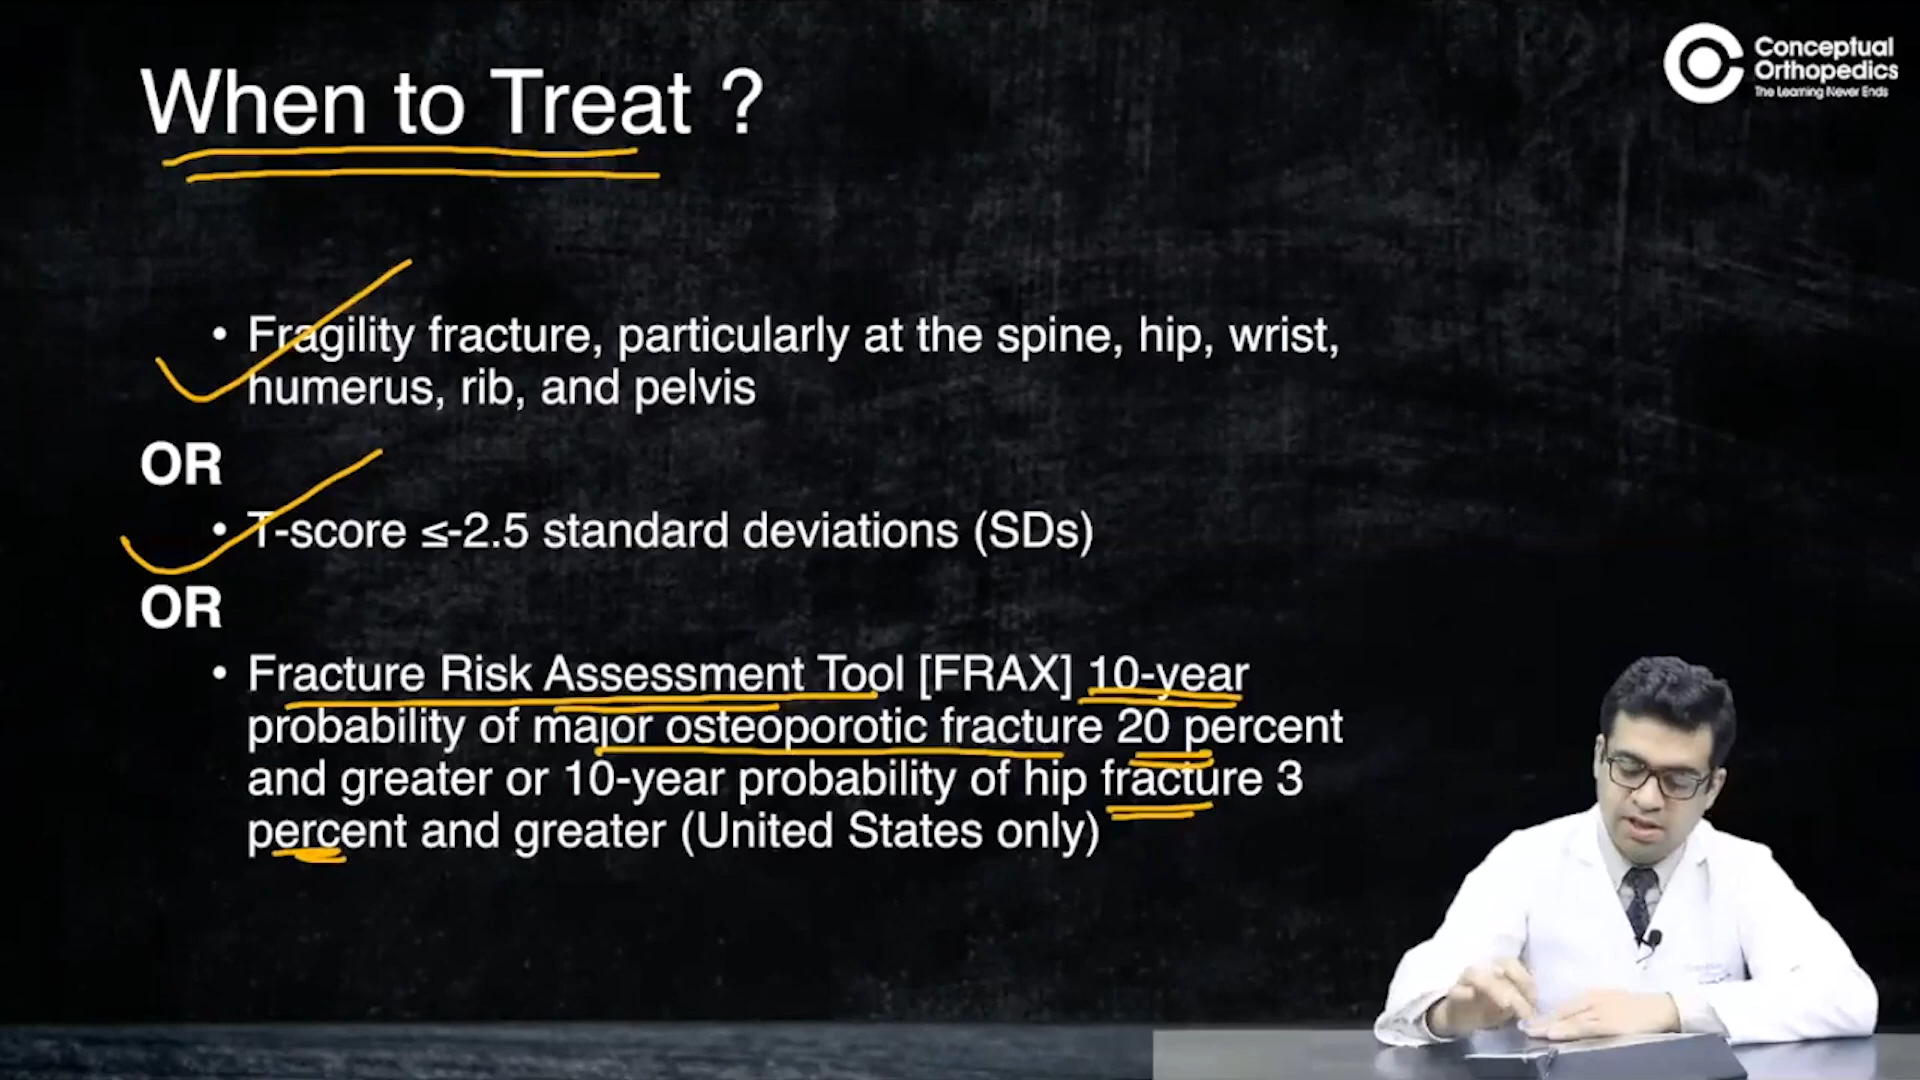 When to Treat ?
Conceptual
Orthopedics
The Learning Never Ends
• Fragility fracture, particularly at the spine, hip, wrist,
humerus, rib, and pelvis
OR
• T-score ≤-2.5 standard deviations (SDs)
OR
• Fracture Risk Assessment Tool [FRAX] 10-year
probability of major osteoporotic fracture 20 percent
and greater or 10-year probability of hip fracture 3
percent and greater (United States only)